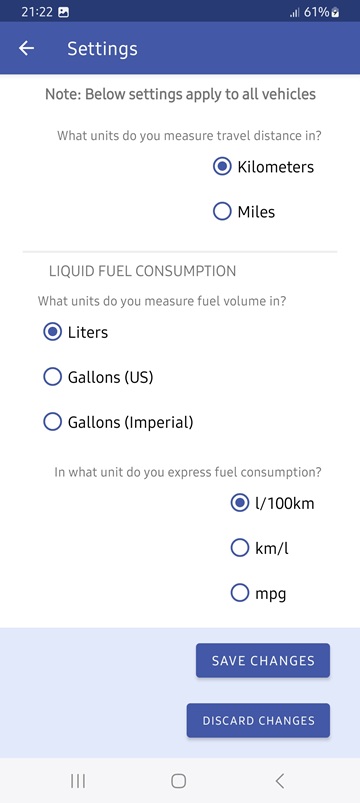 21:22 61%
Settings
Note: Below settings apply to all vehicles
What units do you measure travel distance in?
Kilometers
Miles
LIQUID FUEL CONSUMPTION
What units do you measure fuel volume in?
Liters
Gallons (US)
Gallons (Imperial)
In what unit do you express fuel consumption?
l/100km
km/l
mpg
SAVE CHANGES
DISCARD CHANGES